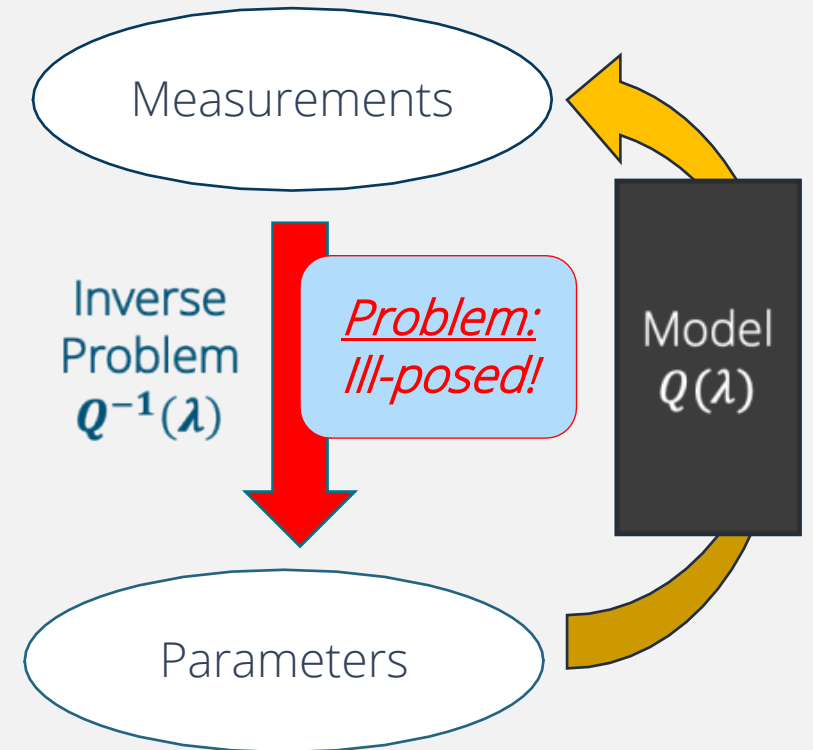 Measurements
Inverse
Problem
Q⁻¹(λ)
Problem:
Ill-posed!
Model
Q(λ)
Parameters